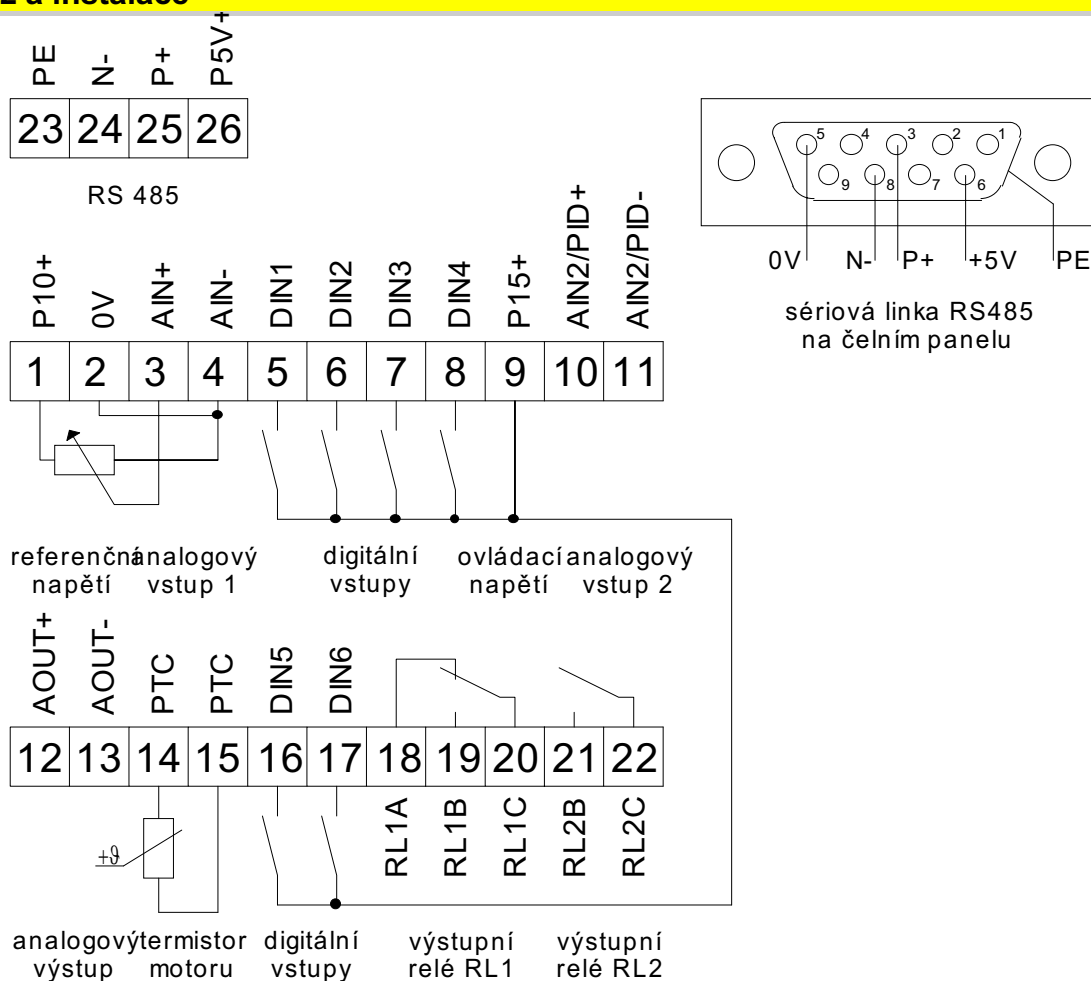 2 a instalace
PE N- P+ P5V+
23 24 25 26
RS 485
5 4 3 2 1
9 8 7 6
0V N- P+ +5V PE
sériová linka RS485
na čelním panelu
P10+ 0V AIN+ AIN- DIN1 DIN2 DIN3 DIN4 P15+ AIN2/PID+ AIN2/PID-
1 2 3 4 5 6 7 8 9 10 11
referenční analogový digitální ovládací analogový
napětí vstup 1 vstupy napětí vstup 2
AOUT+ AOUT- PTC PTC DIN5 DIN6
12 13 14 15 16 17 18 19 20 21 22
RL1A RL1B RL1C RL2B RL2C
+ϑ
analogový termistor digitální výstupní výstupní
výstup motoru vstupy relé RL1 relé RL2